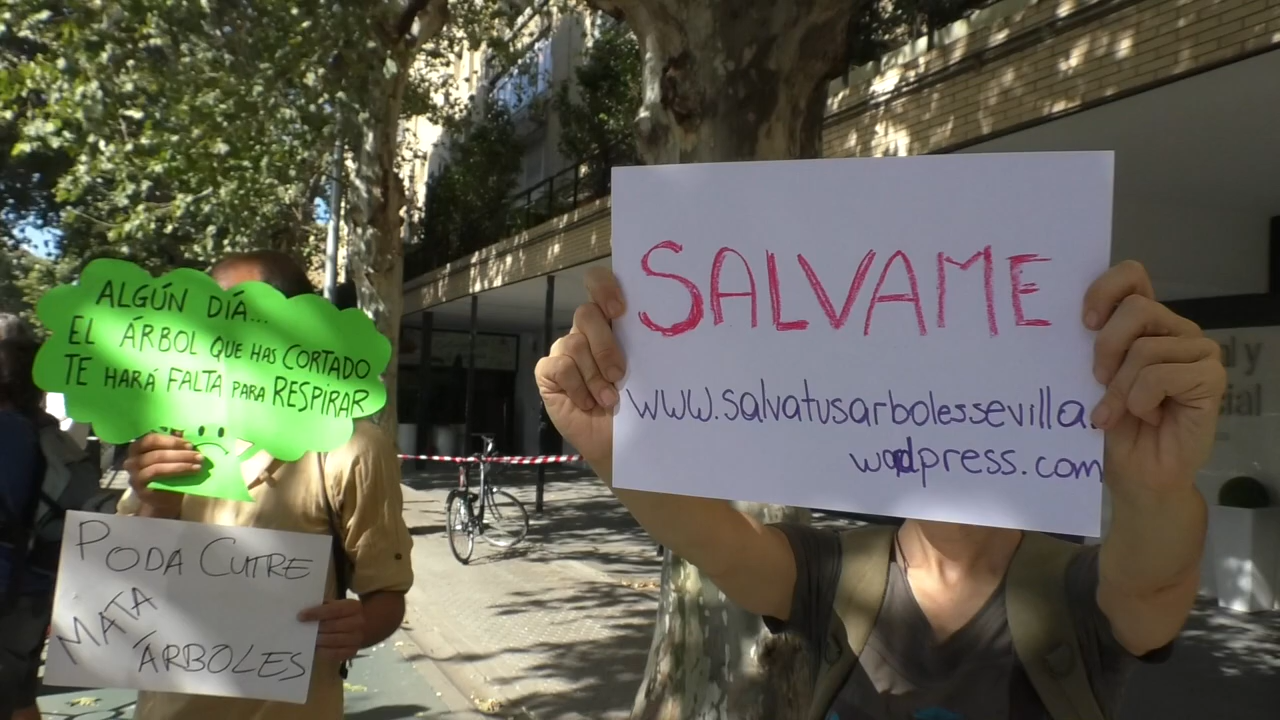 ALGÚN DÍA...
EL ÁRBOL QUE HAS CORTADO
TE HARÁ FALTA PARA RESPIRAR
PODA CUTRE
MATA
ÁRBOLES
SALVAME
www.salvatusarbolessevilla.
wodpress.com